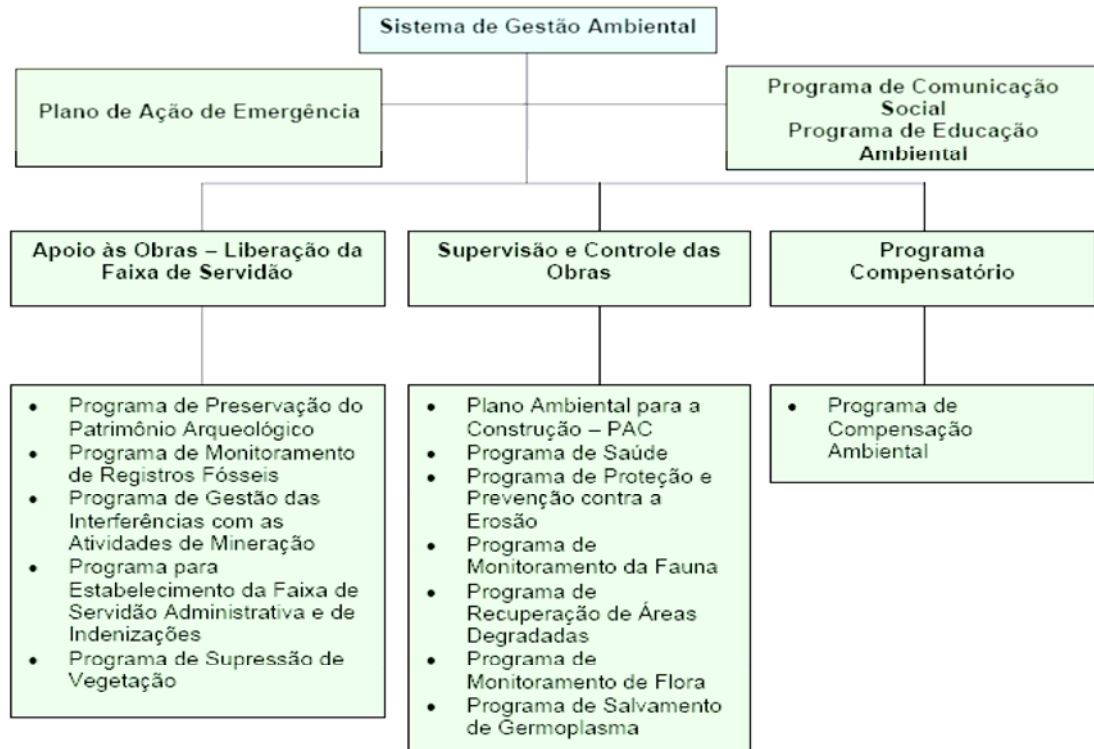 Sistema de Gestão Ambiental
Plano de Ação de Emergência
Programa de Comunicação
Social
Programa de Educação
Ambiental
Apoio às Obras – Liberação da
Faixa de Servidão
Supervisão e Controle das
Obras
Programa
Compensatório
• Programa de Preservação do
Patrimônio Arqueológico
• Programa de Monitoramento
de Registros Fósseis
• Programa de Gestão das
Interferências com as
Atividades de Mineração
• Programa para
Estabelecimento da Faixa de
Servidão Administrativa e de
Indenizações
• Programa de Supressão de
Vegetação
• Plano Ambiental para a
Construção – PAC
• Programa de Saúde
• Programa de Proteção e
Prevenção contra a
Erosão
• Programa de
Monitoramento da Fauna
• Programa de
Recuperação de Áreas
Degradadas
• Programa de
Monitoramento de Flora
• Programa de Salvamento
de Germoplasma
• Programa de
Compensação
Ambiental